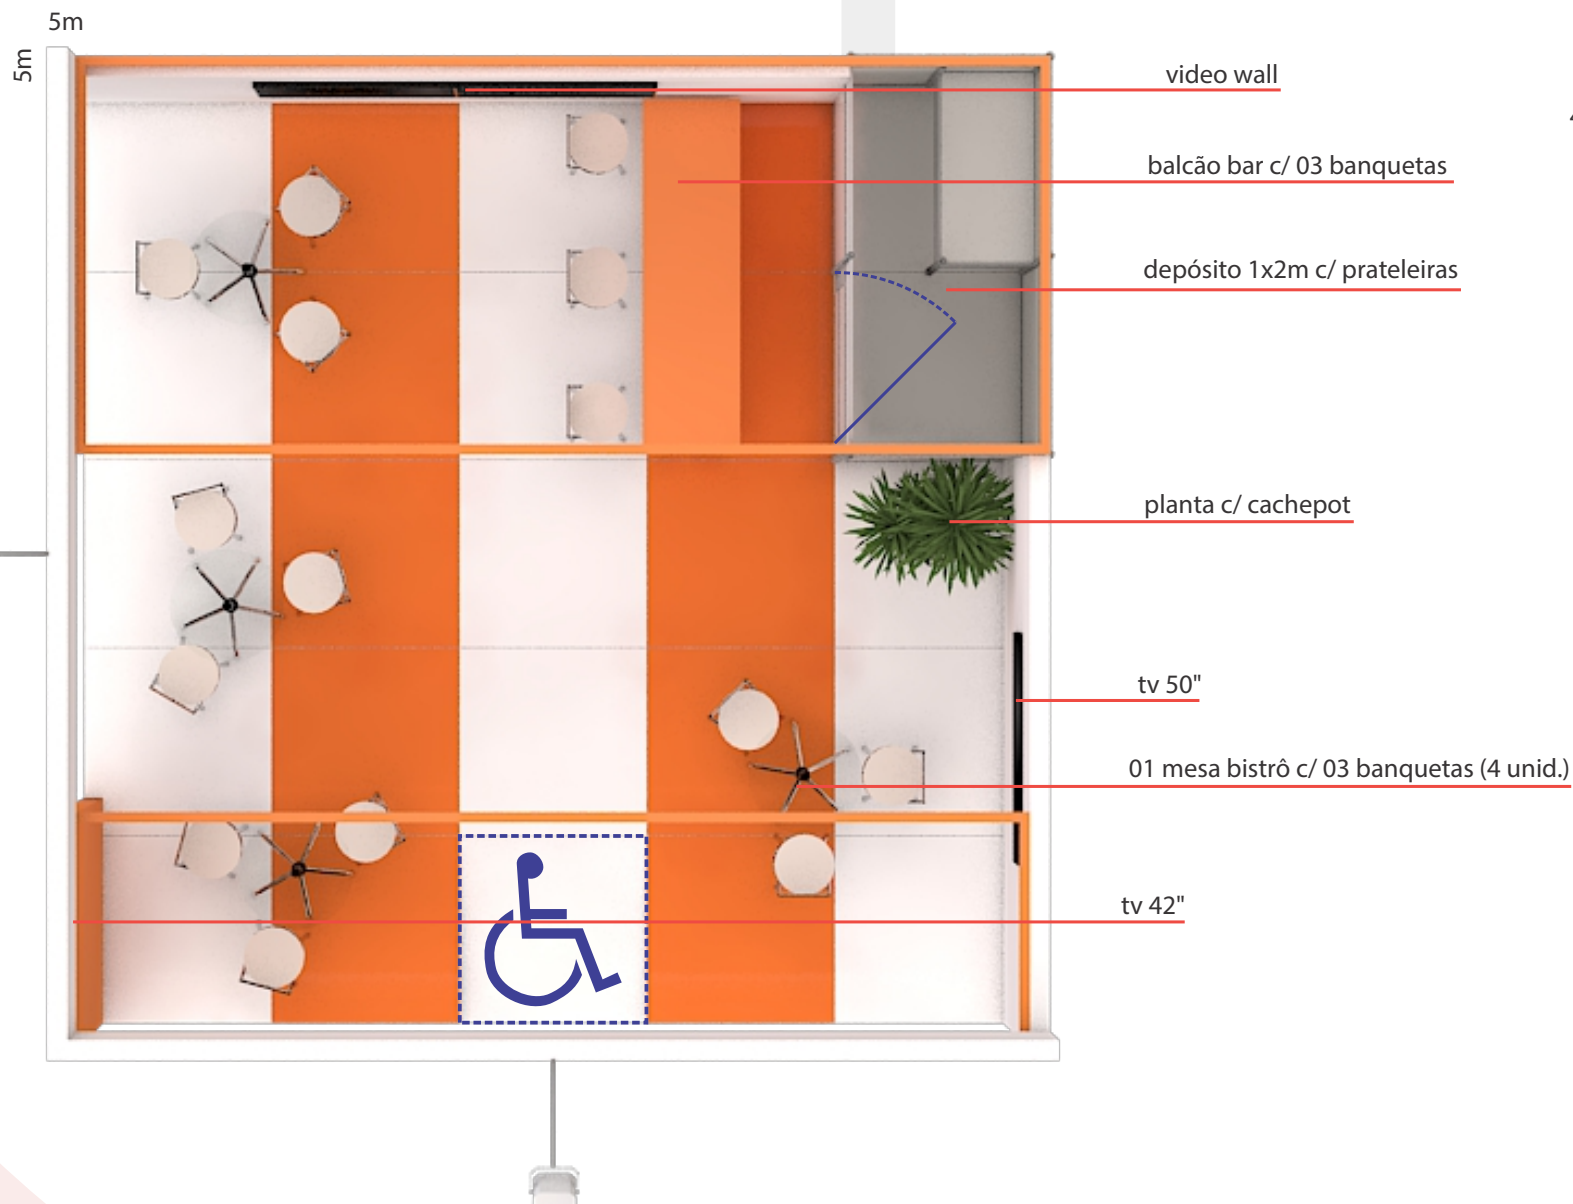 5m
5m
video wall
balcão bar c/ 03 banquetas
depósito 1x2m c/ prateleiras
planta c/ cachepot
tv 50"
01 mesa bistrô c/ 03 banquetas (4 unid.)
tv 42"